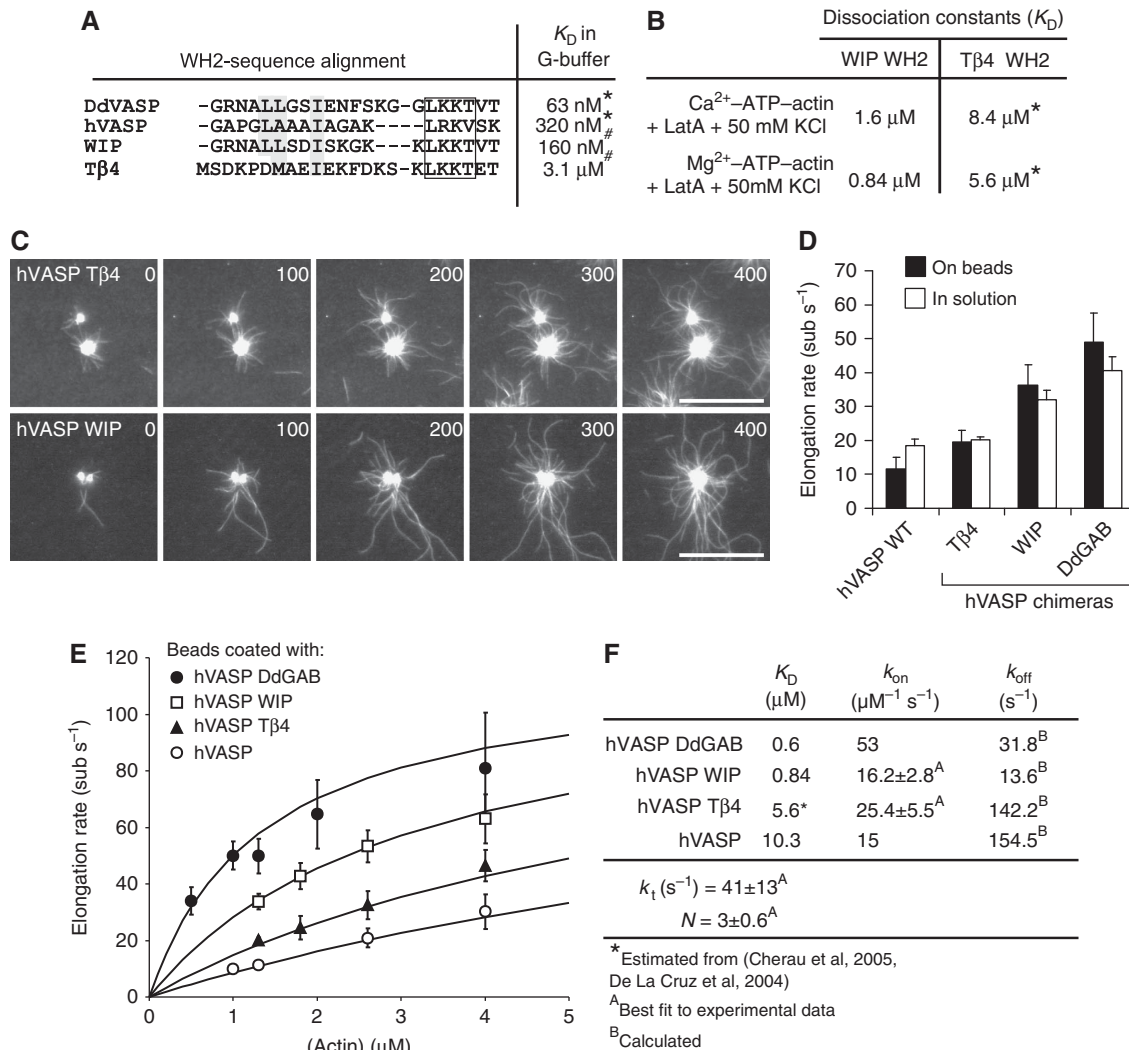 A
WH2-sequence alignment
K_D in
G-buffer
DdVASP -GRNALLGSIENFSKGG-GLKKTVT 63 nM*
hVASP -GAPGLAAAIAGAK----LRKVSK 320 nM*
WIP -GRNALLSDISKGK---KLKKTVT 160 nM#
Tβ4 MSDKPDMAEIEKFDKS-KLKKTET 3.1 μM#
B
Dissociation constants (K_D)
WIP WH2 Tβ4 WH2
Ca²⁺–ATP–actin
+ LatA + 50 mM KCl 1.6 μM 8.4 μM*
Mg²⁺–ATP–actin
+ LatA + 50mM KCl 0.84 μM 5.6 μM*
C
hVASP Tβ4 0 100 200 300 400
hVASP WIP 0 100 200 300 400
D
On beads
In solution
Elongation rate (sub s⁻¹)
70
60
50
40
30
20
10
0
hVASP WT
Tβ4
WIP
DdGAB
hVASP chimeras
E
Beads coated with:
hVASP DdGAB
hVASP WIP
hVASP Tβ4
hVASP
Elongation rate (sub s⁻¹)
120
100
80
60
40
20
0
0 1 2 3 4 5
(Actin) (μM)
F
K_D k_on k_off
(μM) (μM⁻¹ s⁻¹) (s⁻¹)
hVASP DdGAB 0.6 53 31.8ᴮ
hVASP WIP 0.84 16.2±2.8ᴬ 13.6ᴮ
hVASP Tβ4 5.6* 25.4±5.5ᴬ 142.2ᴮ
hVASP 10.3 15 154.5ᴮ
k_t (s⁻¹) = 41±13ᴬ
N = 3±0.6ᴬ
*Estimated from (Cherau et al, 2005,
De La Cruz et al, 2004)
ᴬBest fit to experimental data
ᴮCalculated